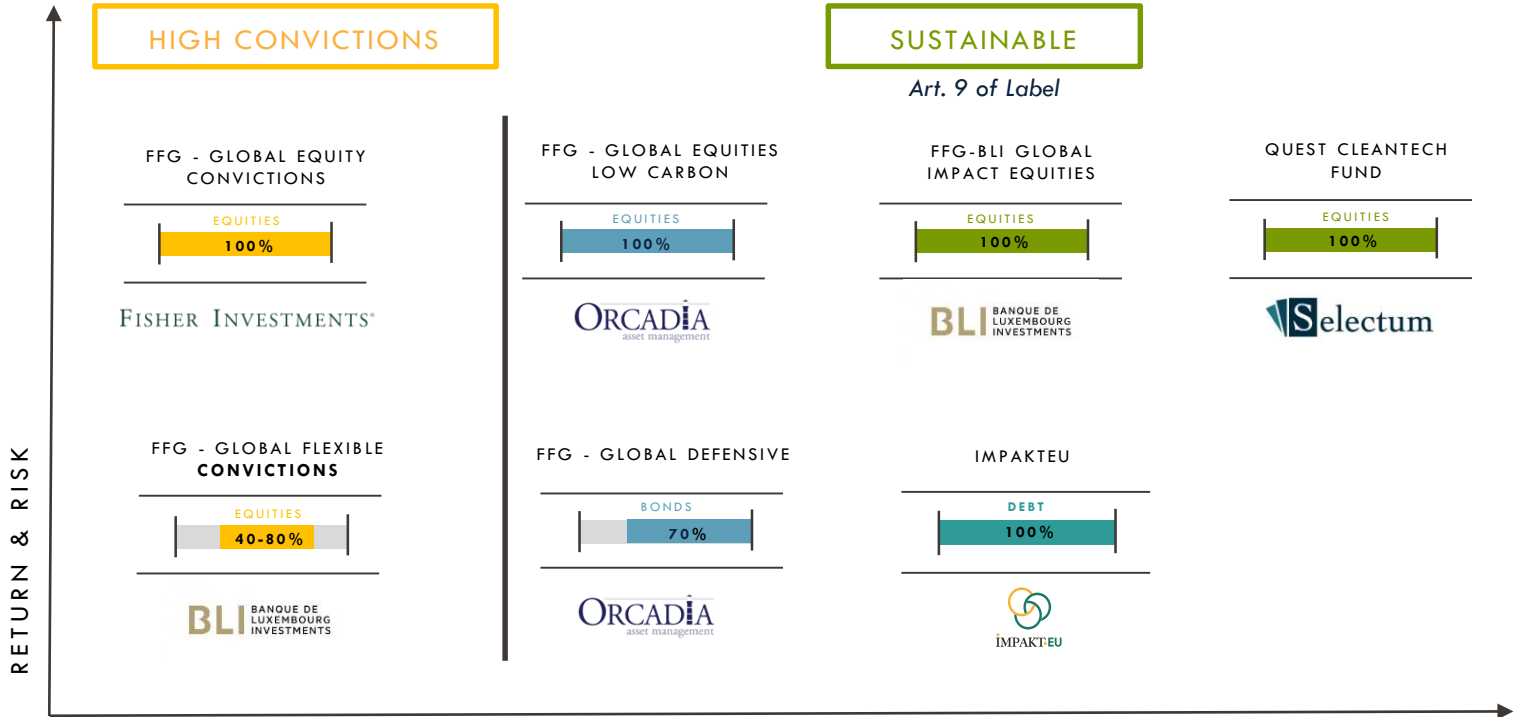 HIGH CONVICTIONS
SUSTAINABLE
Art. 9 of Label
FFG - GLOBAL EQUITY
CONVICTIONS
EQUITIES
100%
FISHER INVESTMENTS®
FFG - GLOBAL EQUITIES
LOW CARBON
EQUITIES
100%
ORCADIA
asset management
FFG-BLI GLOBAL
IMPACT EQUITIES
EQUITIES
100%
BLI
BANQUE DE
LUXEMBOURG
INVESTMENTS
QUEST CLEANTECH
FUND
EQUITIES
100%
Selectum
FFG - GLOBAL FLEXIBLE
CONVICTIONS
EQUITIES
40-80%
BLI
BANQUE DE
LUXEMBOURG
INVESTMENTS
FFG - GLOBAL DEFENSIVE
BONDS
70%
ORCADIA
asset management
IMPAKTEU
DEBT
100%
IMPAKT·EU
RETURN & RISK